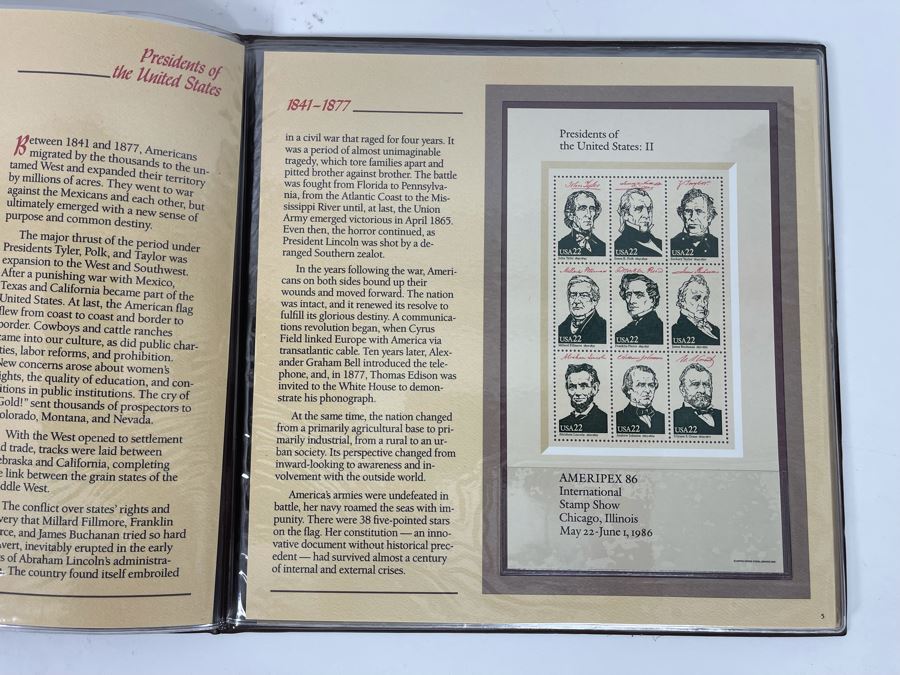 Presidents of
the United States
Between 1841 and 1877, Americans
migrated by the thousands to the un-
tamed West and expanded their territory
by millions of acres. They went to war
against the Mexicans and each other, but
ultimately emerged with a new sense of
purpose and common destiny.
The major thrust of the period under
Presidents Tyler, Polk, and Taylor was
expansion to the West and Southwest.
After a punishing war with Mexico,
Texas and California became part of the
United States. At last, the American flag
flew from coast to coast and border to
border. Cowboys and cattle ranches
came into our culture, as did public char-
ties, labor reforms, and prohibition.
New concerns arose about women's
ights, the quality of education, and con-
itions in public institutions. The cry of
Gold!" sent thousands of prospectors to
olorado, Montana, and Nevada.
With the West opened to settlement
d trade, tracks were laid between
ebraska and California, completing
e link between the grain states of the
ddle West.
The conflict over states' rights and
very that Millard Fillmore, Franklin
rce, and James Buchanan tried so hard
avert, inevitably erupted in the early
s of Abraham Lincoln's administra-
. The country found itself embroiled
1841–1877
in a civil war that raged for four years. It
was a period of almost unimaginable
tragedy, which tore families apart and
pitted brother against brother. The battle
was fought from Florida to Pennsylva-
nia, from the Atlantic Coast to the Mis-
sissippi River until, at last, the Union
Army emerged victorious in April 1865.
Even then, the horror continued, as
President Lincoln was shot by a de-
ranged Southern zealot.
In the years following the war, Ameri-
cans on both sides bound up their
wounds and moved forward. The nation
was intact, and it renewed its resolve to
fulfill its glorious destiny. A communica-
tions revolution began, when Cyrus
Field linked Europe with America via
transatlantic cable. Ten years later, Alex-
ander Graham Bell introduced the tele-
phone, and, in 1877, Thomas Edison was
invited to the White House to demon-
strate his phonograph.
At the same time, the nation changed
from a primarily agricultural base to pri-
marily industrial, from a rural to an ur-
ban society. Its perspective changed from
inward-looking to awareness and in-
volvement with the outside world.
America's armies were undefeated in
battle, her navy roamed the seas with im-
punity. There were 38 five-pointed stars
on the flag. Her constitution — an inno-
vative document without historical prec-
edent — had survived almost a century
of internal and external crises.
Presidents of
the United States: II
John Tyler
Z Taylor
USA22
USA22
USA22
Millard Fillmore
Franklin Pierce
James Buchanan
USA22
USA22
USA22
Abraham Lincoln
Andrew Johnson
USA22
USA22
USA22
AMERIPEX 86
International
Stamp Show
Chicago, Illinois
May 22-June 1, 1986
5